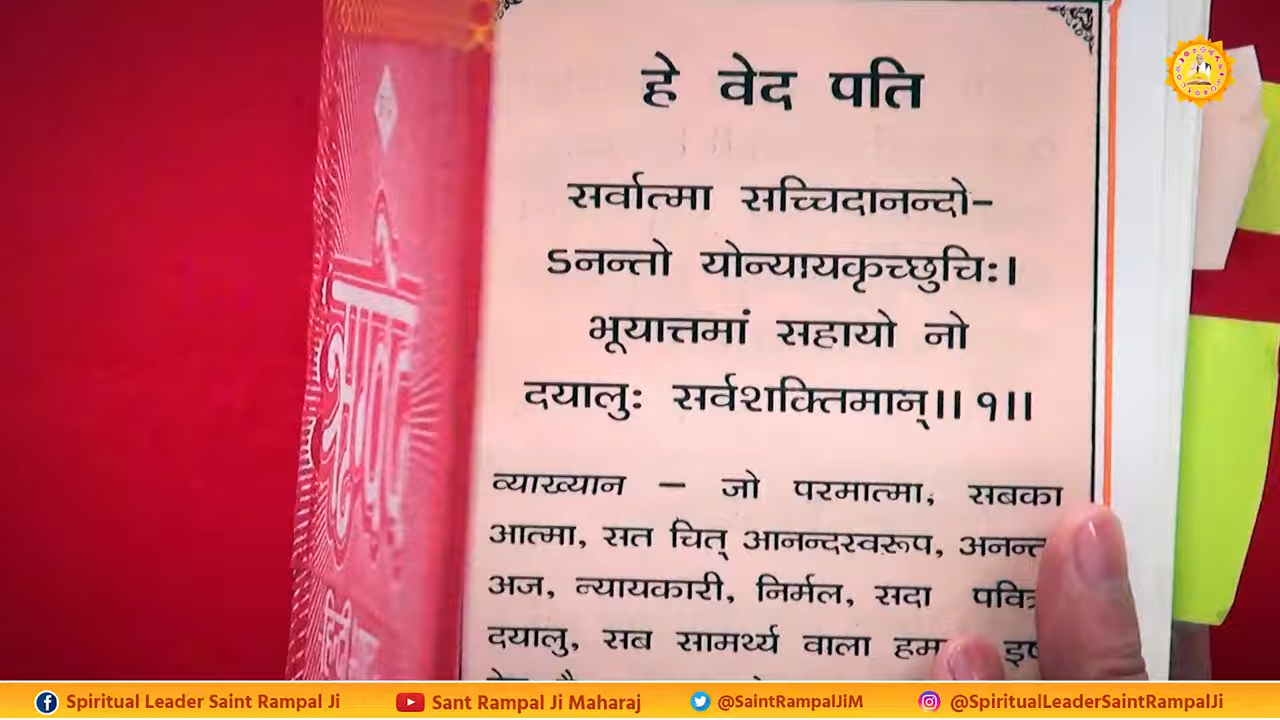 हे वेद पति
सर्वात्मा सच्चिदानन्दो-
ऽनन्तो योन्यायकृच्छुचिः।
भूयात्तमां सहायो नो
दयालुः सर्वशक्तिमान्।। १।।
व्याख्यान – जो परमात्मा, सबका
आत्मा, सत चित् आनन्दस्वरूप, अनन्त
अज, न्यायकारी, निर्मल, सदा
दयालु, सब सामर्थ्य वाला
Spiritual Leader Saint Rampal Ji
Sant Rampal Ji Maharaj
@SaintRampalJiM
@SpiritualLeaderSaintRampalJi